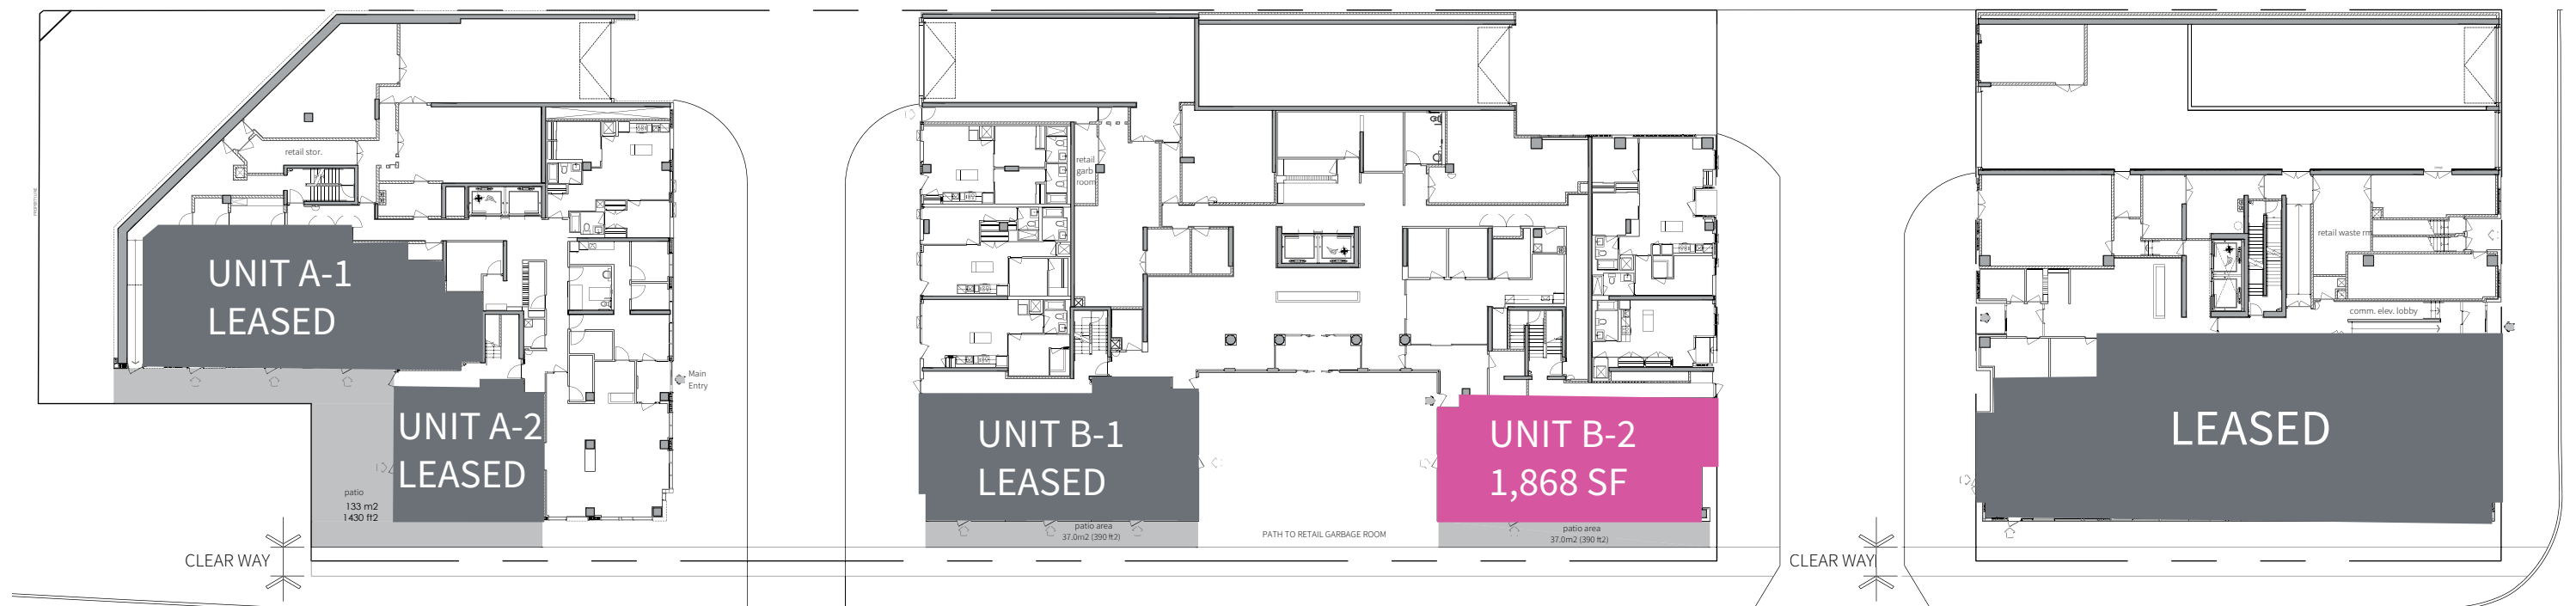 retail stor.
UNIT A-1
LEASED
Main
Entry
UNIT A-2
LEASED
patio
133 m2
1430 ft2
CLEAR WAY
retail
garb
room
UNIT B-1
LEASED
patio area
37.0m2 (390 ft2)
PATH TO RETAIL GARBAGE ROOM
UNIT B-2
1,868 SF
patio area
37.0m2 (390 ft2)
CLEAR WAY
retail waste rm
comm. elev. lobby
LEASED